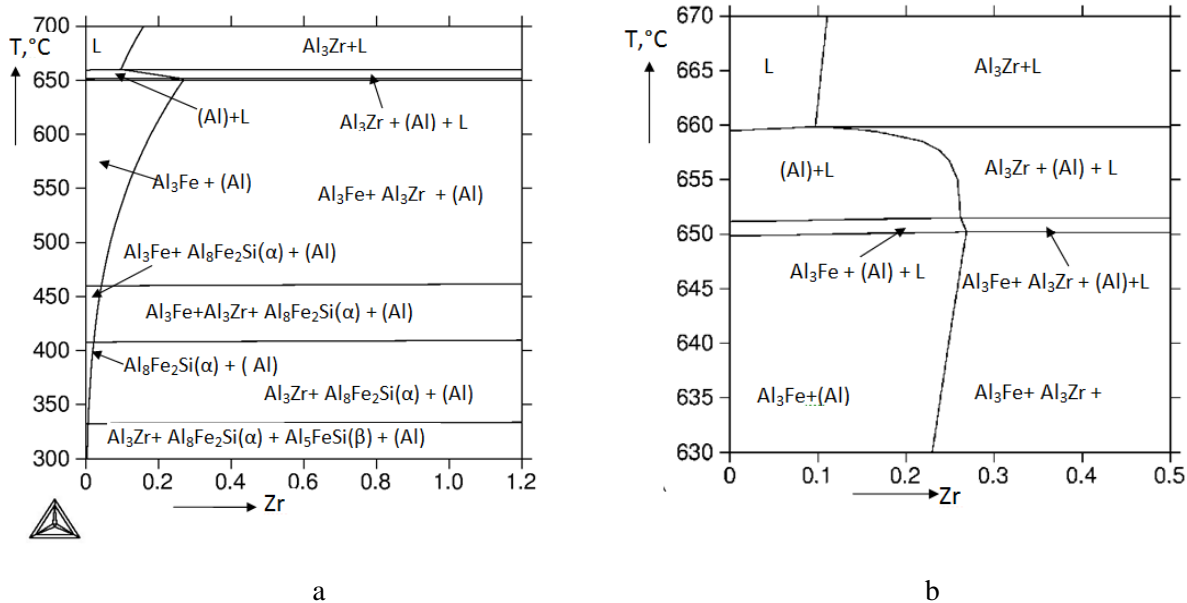 700
T,°C
L
Al₃Zr+L
650
(Al)+L
Al₃Zr + (Al) + L
600
550
Al₃Fe + (Al)
Al₃Fe+ Al₃Zr + (Al)
500
Al₃Fe+ Al₈Fe₂Si(α) + (Al)
450
Al₃Fe+Al₃Zr+ Al₈Fe₂Si(α) + (Al)
400
Al₈Fe₂Si(α) + ( Al)
350
Al₃Zr+ Al₈Fe₂Si(α) + (Al)
Al₃Zr+ Al₈Fe₂Si(α) + Al₅FeSi(β) + (Al)
300
0 0.2 0.4 0.6 0.8 1.0 1.2
Zr
a
670
T,°C
665
L
Al₃Zr+L
660
(Al)+L
Al₃Zr + (Al) + L
655
650
Al₃Fe + (Al) + L
Al₃Fe+ Al₃Zr + (Al)+L
645
640
Al₃Fe+(Al)
Al₃Fe+ Al₃Zr +
635
630
0 0.1 0.2 0.3 0.4 0.5
Zr
b